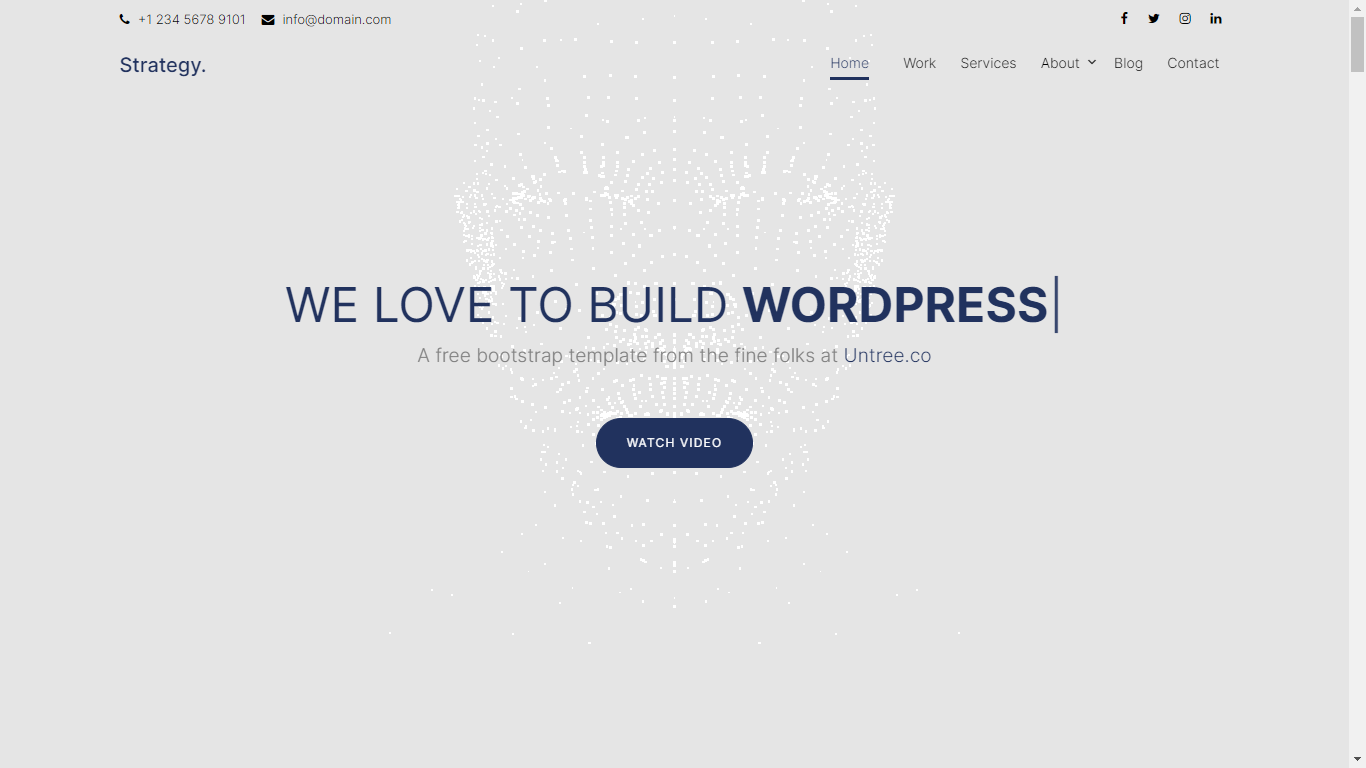 +1 234 5678 9101 info@domain.com
Strategy. Home Work Services About Blog Contact
WE LOVE TO BUILD WORDPRESS
A free bootstrap template from the fine folks at Untree.co
WATCH VIDEO